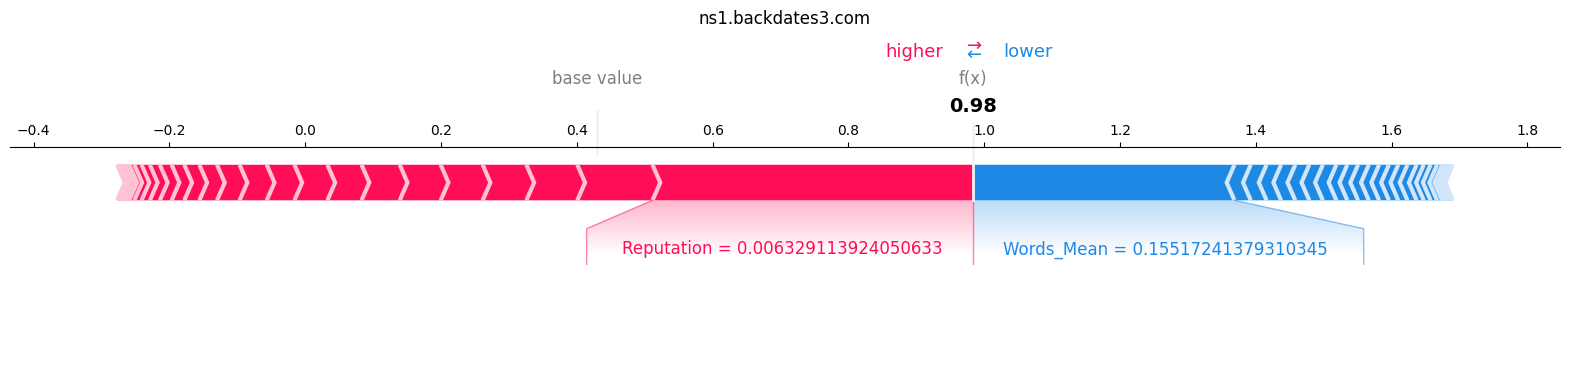 ns1.backdates3.com
higher ⇄ lower
base value f(x)
0.98
−0.4 −0.2 0.0 0.2 0.4 0.6 0.8 1.0 1.2 1.4 1.6 1.8
Reputation = 0.006329113924050633 Words_Mean = 0.15517241379310345